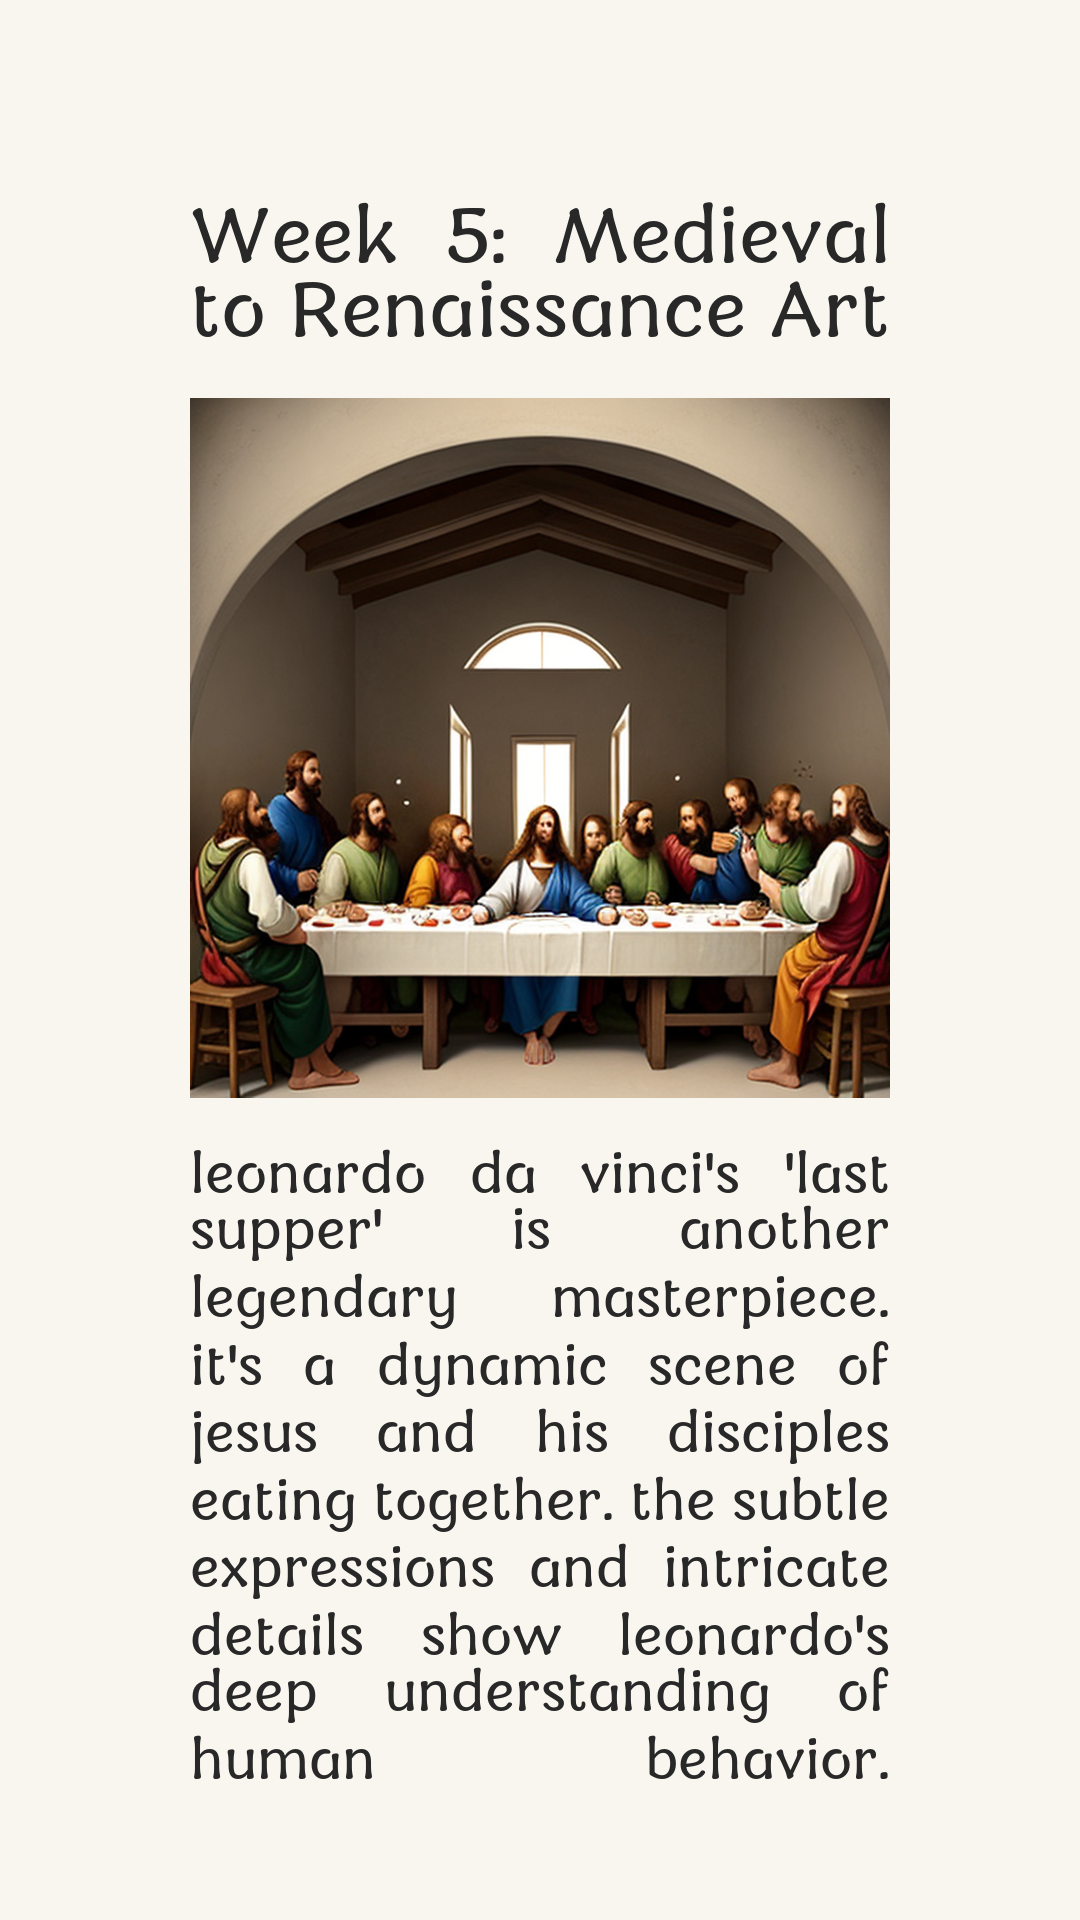 Week 5: Medieval
to Renaissance Art
leonardo da vinci's 'last
supper' is another
legendary masterpiece.
it's a dynamic scene of
jesus and his disciples
eating together. the subtle
expressions and intricate
details show leonardo's
deep understanding of
human behavior.